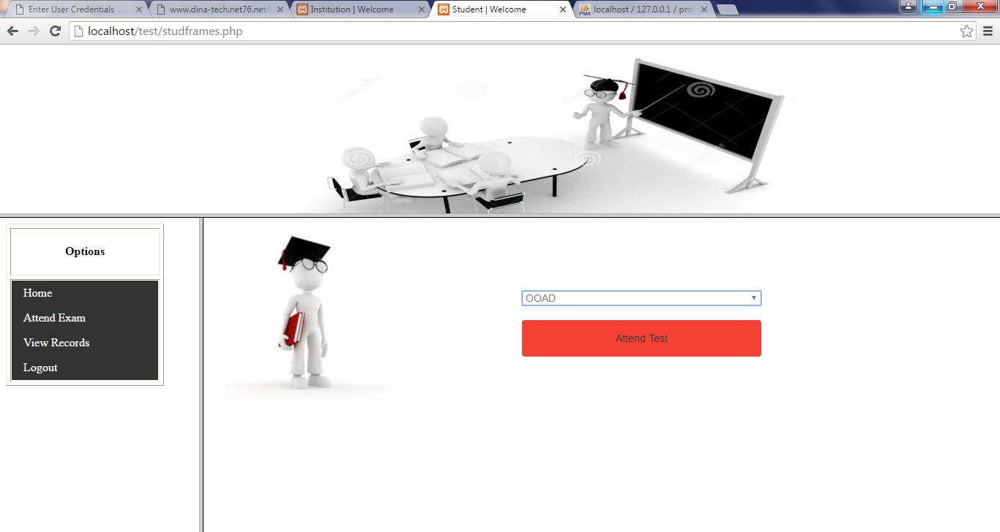 Enter User Credentials
www.dina-tech.net76.net/
Institution | Welcome
Student | Welcome
localhost / 127.0.0.1 / proj
PMA
localhost/test/studframes.php
Options
Home
Attend Exam
View Records
Logout
OOAD
Attend Test